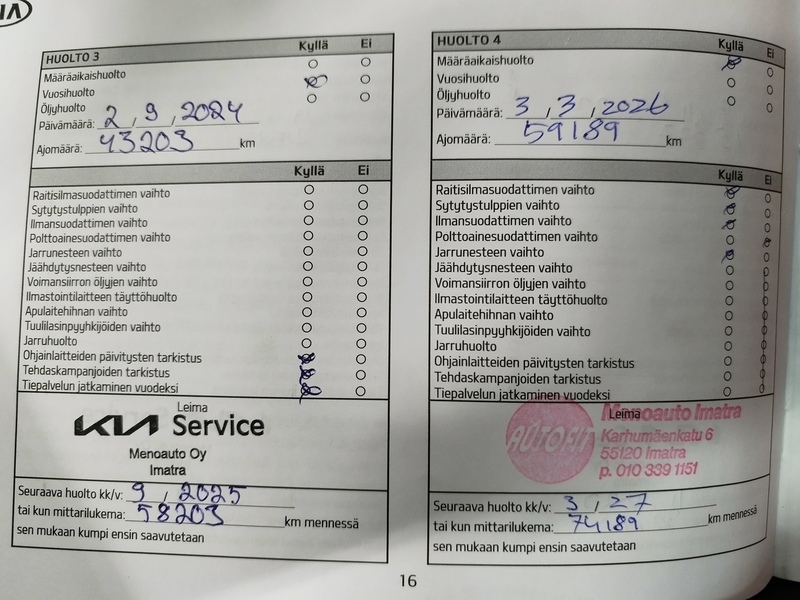 KIA
HUOLTO 3 Kyllä Ei
Määräaikaishuolto
Vuosihuolto
Öljyhuolto
Päivämäärä: 2 , 9 , 2024
Ajomäärä: 43203 km
Kyllä Ei
Raitisilmasuodattimen vaihto
Sytytystulppien vaihto
Ilmansuodattimen vaihto
Polttoainesuodattimen vaihto
Jarrunesteen vaihto
Jäähdytysnesteen vaihto
Voimansiirron öljyjen vaihto
Ilmastointilaitteen täyttöhuolto
Apulaitehihnan vaihto
Tuulilasinpyyhkijöiden vaihto
Jarruhuolto
Ohjainlaitteiden päivitysten tarkistus
Tehdaskampanjoiden tarkistus
Tiepalvelun jatkaminen vuodeksi
Leima
KIA Service
Menoauto Oy
Imatra
Seuraava huolto kk/v: 9 / 2025
tai kun mittarilukema: 58203 km mennessä
sen mukaan kumpi ensin saavutetaan
HUOLTO 4 Kyllä Ei
Määräaikaishuolto
Vuosihuolto
Öljyhuolto
Päivämäärä: 3 / 3 / 2026
Ajomäärä: 59189 km
Kyllä Ei
Raitisilmasuodattimen vaihto
Sytytystulppien vaihto
Ilmansuodattimen vaihto
Polttoainesuodattimen vaihto
Jarrunesteen vaihto
Jäähdytysnesteen vaihto
Voimansiirron öljyjen vaihto
Ilmastointilaitteen täyttöhuolto
Apulaitehihnan vaihto
Tuulilasinpyyhkijöiden vaihto
Jarruhuolto
Ohjainlaitteiden päivitysten tarkistus
Tehdaskampanjoiden tarkistus
Tiepalvelun jatkaminen vuodeksi
Leima
AUTOFIT
Menoauto Imatra
Karhumäenkatu 6
55120 Imatra
p. 010 339 1151
Seuraava huolto kk/v: 3 / 27
tai kun mittarilukema: 74189 km mennessä
sen mukaan kumpi ensin saavutetaan
16